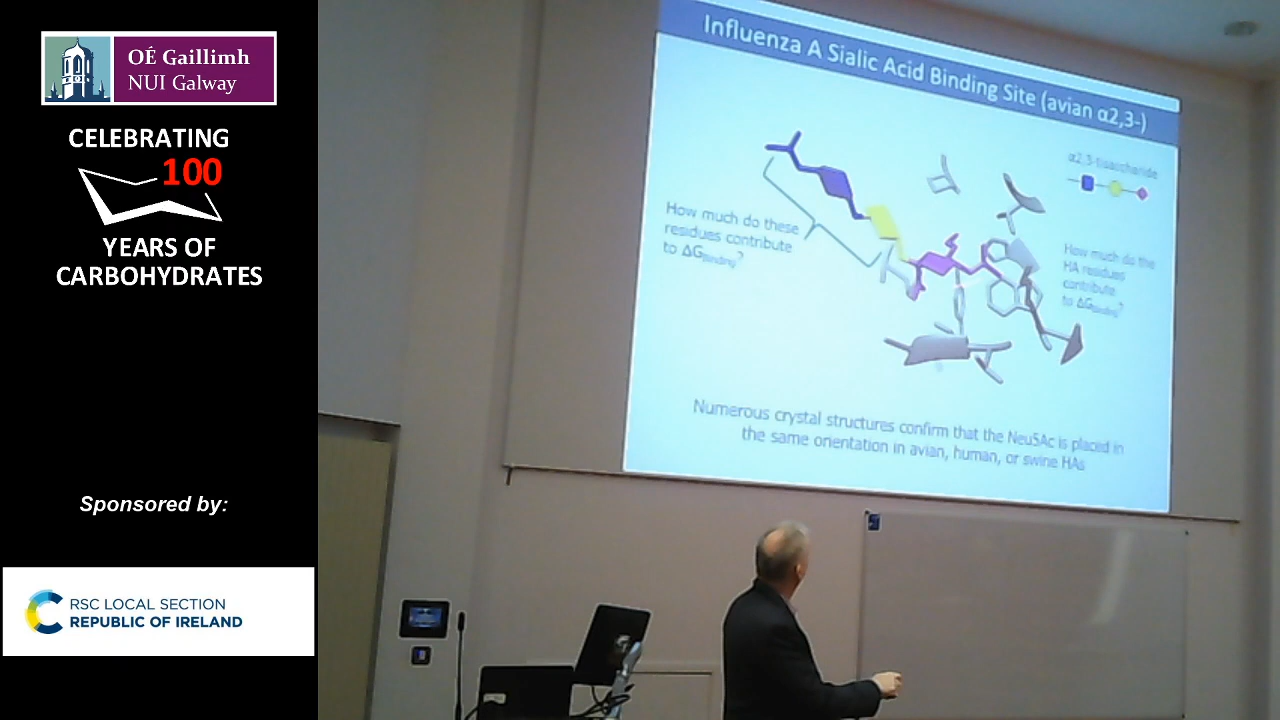 OÉ Gaillimh
NUI Galway
CELEBRATING
100
YEARS OF
CARBOHYDRATES
Sponsored by:
RSC LOCAL SECTION
REPUBLIC OF IRELAND
Influenza A Sialic Acid Binding Site (avian α2,3-)
α2,3-trisaccharide
How much do these
residues contribute
to ΔGBinding?
How much do the
HA residues
contribute
to ΔGBinding?
Numerous crystal structures confirm that the Neu5Ac is placed in
the same orientation in avian, human, or swine HAs